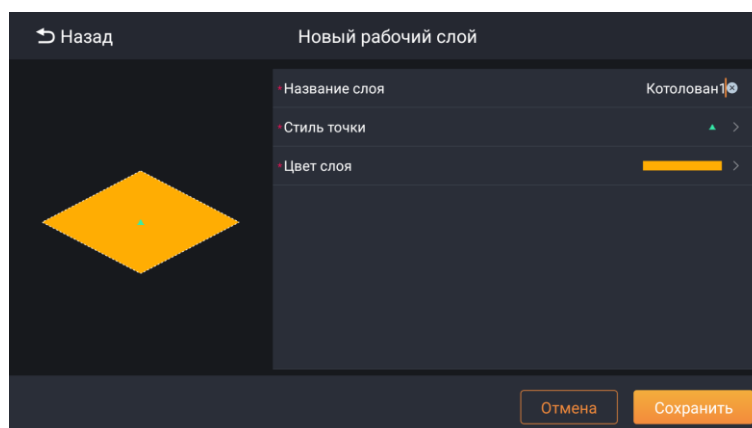 Назад
Новый рабочий слой
*Название слоя
Котолован1
*Стиль точки
*Цвет слоя
Отмена
Сохранить